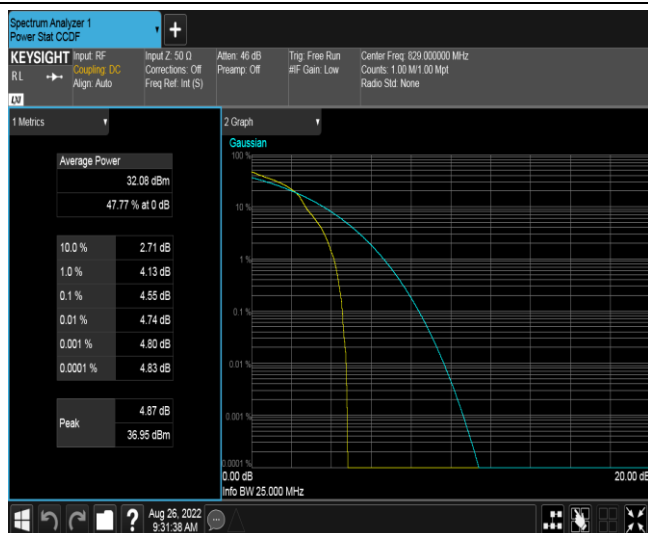 Spectrum Analyzer 1
Power Stat CCDF
+
KEYSIGHT
RL
LXI
Input: RF
Coupling: DC
Align: Auto
Input Z: 50 Ω
Corrections: Off
Freq Ref: Int (S)
Atten: 46 dB
Preamp: Off
Trig: Free Run
#IF Gain: Low
Center Freq: 829.000000 MHz
Counts: 1.00 M/1.00 Mpt
Radio Std: None
1 Metrics
Average Power
32.08 dBm
47.77 % at 0 dB
10.0 % 2.71 dB
1.0 % 4.13 dB
0.1 % 4.55 dB
0.01 % 4.74 dB
0.001 % 4.80 dB
0.0001 % 4.83 dB
Peak
4.87 dB
36.95 dBm
2 Graph
Gaussian
100 %
10 %
1 %
0.1 %
0.01 %
0.001 %
0.0001 %
0.00 dB 20.00 dB
Info BW 25.000 MHz
?
Aug 26, 2022
9:31:38 AM